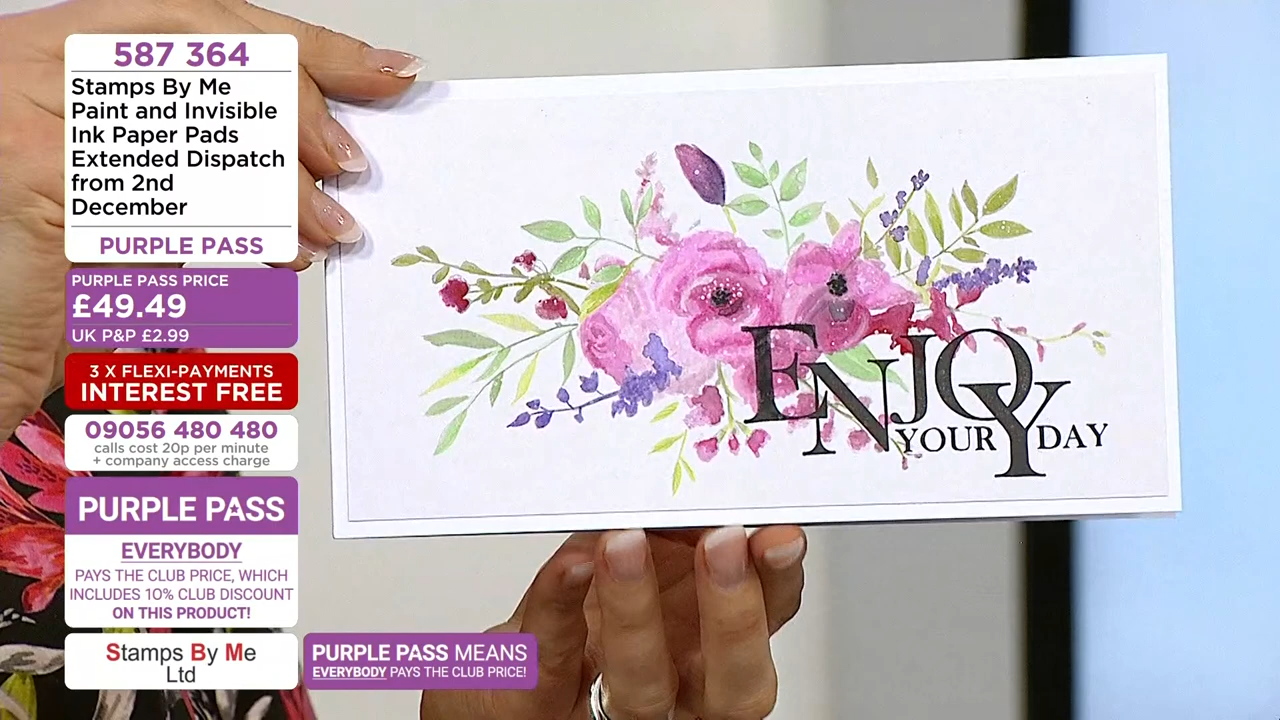 587 364
Stamps By Me
Paint and Invisible
Ink Paper Pads
Extended Dispatch
from 2nd
December
PURPLE PASS
PURPLE PASS PRICE
£49.49
UK P&P £2.99
3 X FLEXI-PAYMENTS
INTEREST FREE
09056 480 480
calls cost 20p per minute
+ company access charge
PURPLE PASS
EVERYBODY
PAYS THE CLUB PRICE, WHICH
INCLUDES 10% CLUB DISCOUNT
ON THIS PRODUCT!
Stamps By Me
Ltd
PURPLE PASS MEANS
EVERYBODY PAYS THE CLUB PRICE!
ENJOY
YOUR DAY